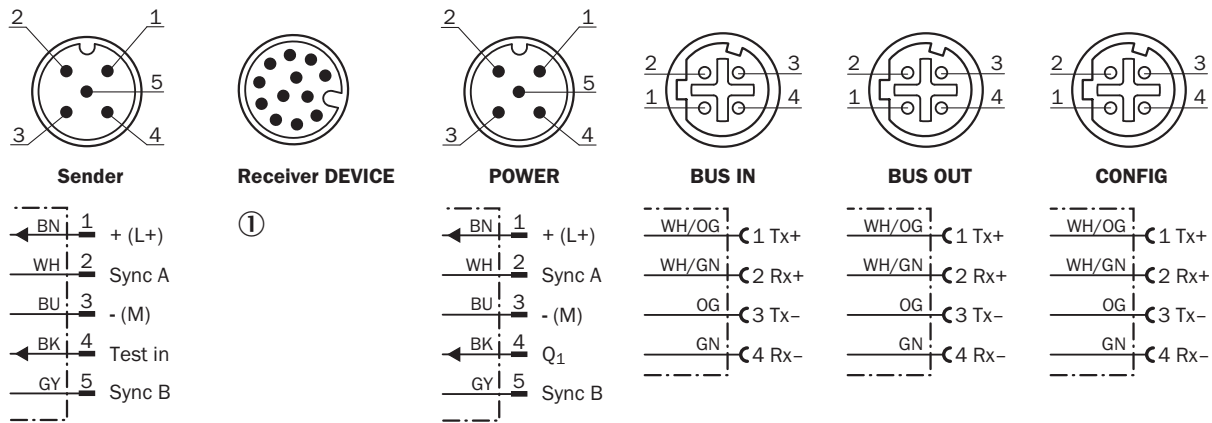 2 1
5
3 4
Sender
BN 1 + (L+)
WH 2 Sync A
BU 3 - (M)
BK 4 Test in
GY 5 Sync B
Receiver DEVICE
①
2 1
5
3 4
POWER
BN 1 + (L+)
WH 2 Sync A
BU 3 - (M)
BK 4 Q1
GY 5 Sync B
2 3
1 4
BUS IN
WH/OG 1 Tx+
WH/GN 2 Rx+
OG 3 Tx–
GN 4 Rx–
2 3
1 4
BUS OUT
WH/OG 1 Tx+
WH/GN 2 Rx+
OG 3 Tx–
GN 4 Rx–
2 3
1 4
CONFIG
WH/OG 1 Tx+
WH/GN 2 Rx+
OG 3 Tx–
GN 4 Rx–